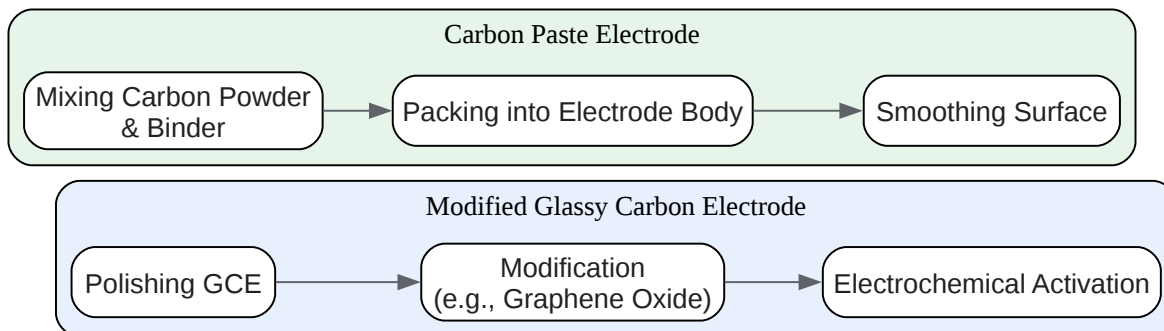 Carbon Paste Electrode
Mixing Carbon Powder
& Binder
Packing into Electrode Body
Smoothing Surface
Modified Glassy Carbon Electrode
Polishing GCE
Modification
(e.g., Graphene Oxide)
Electrochemical Activation